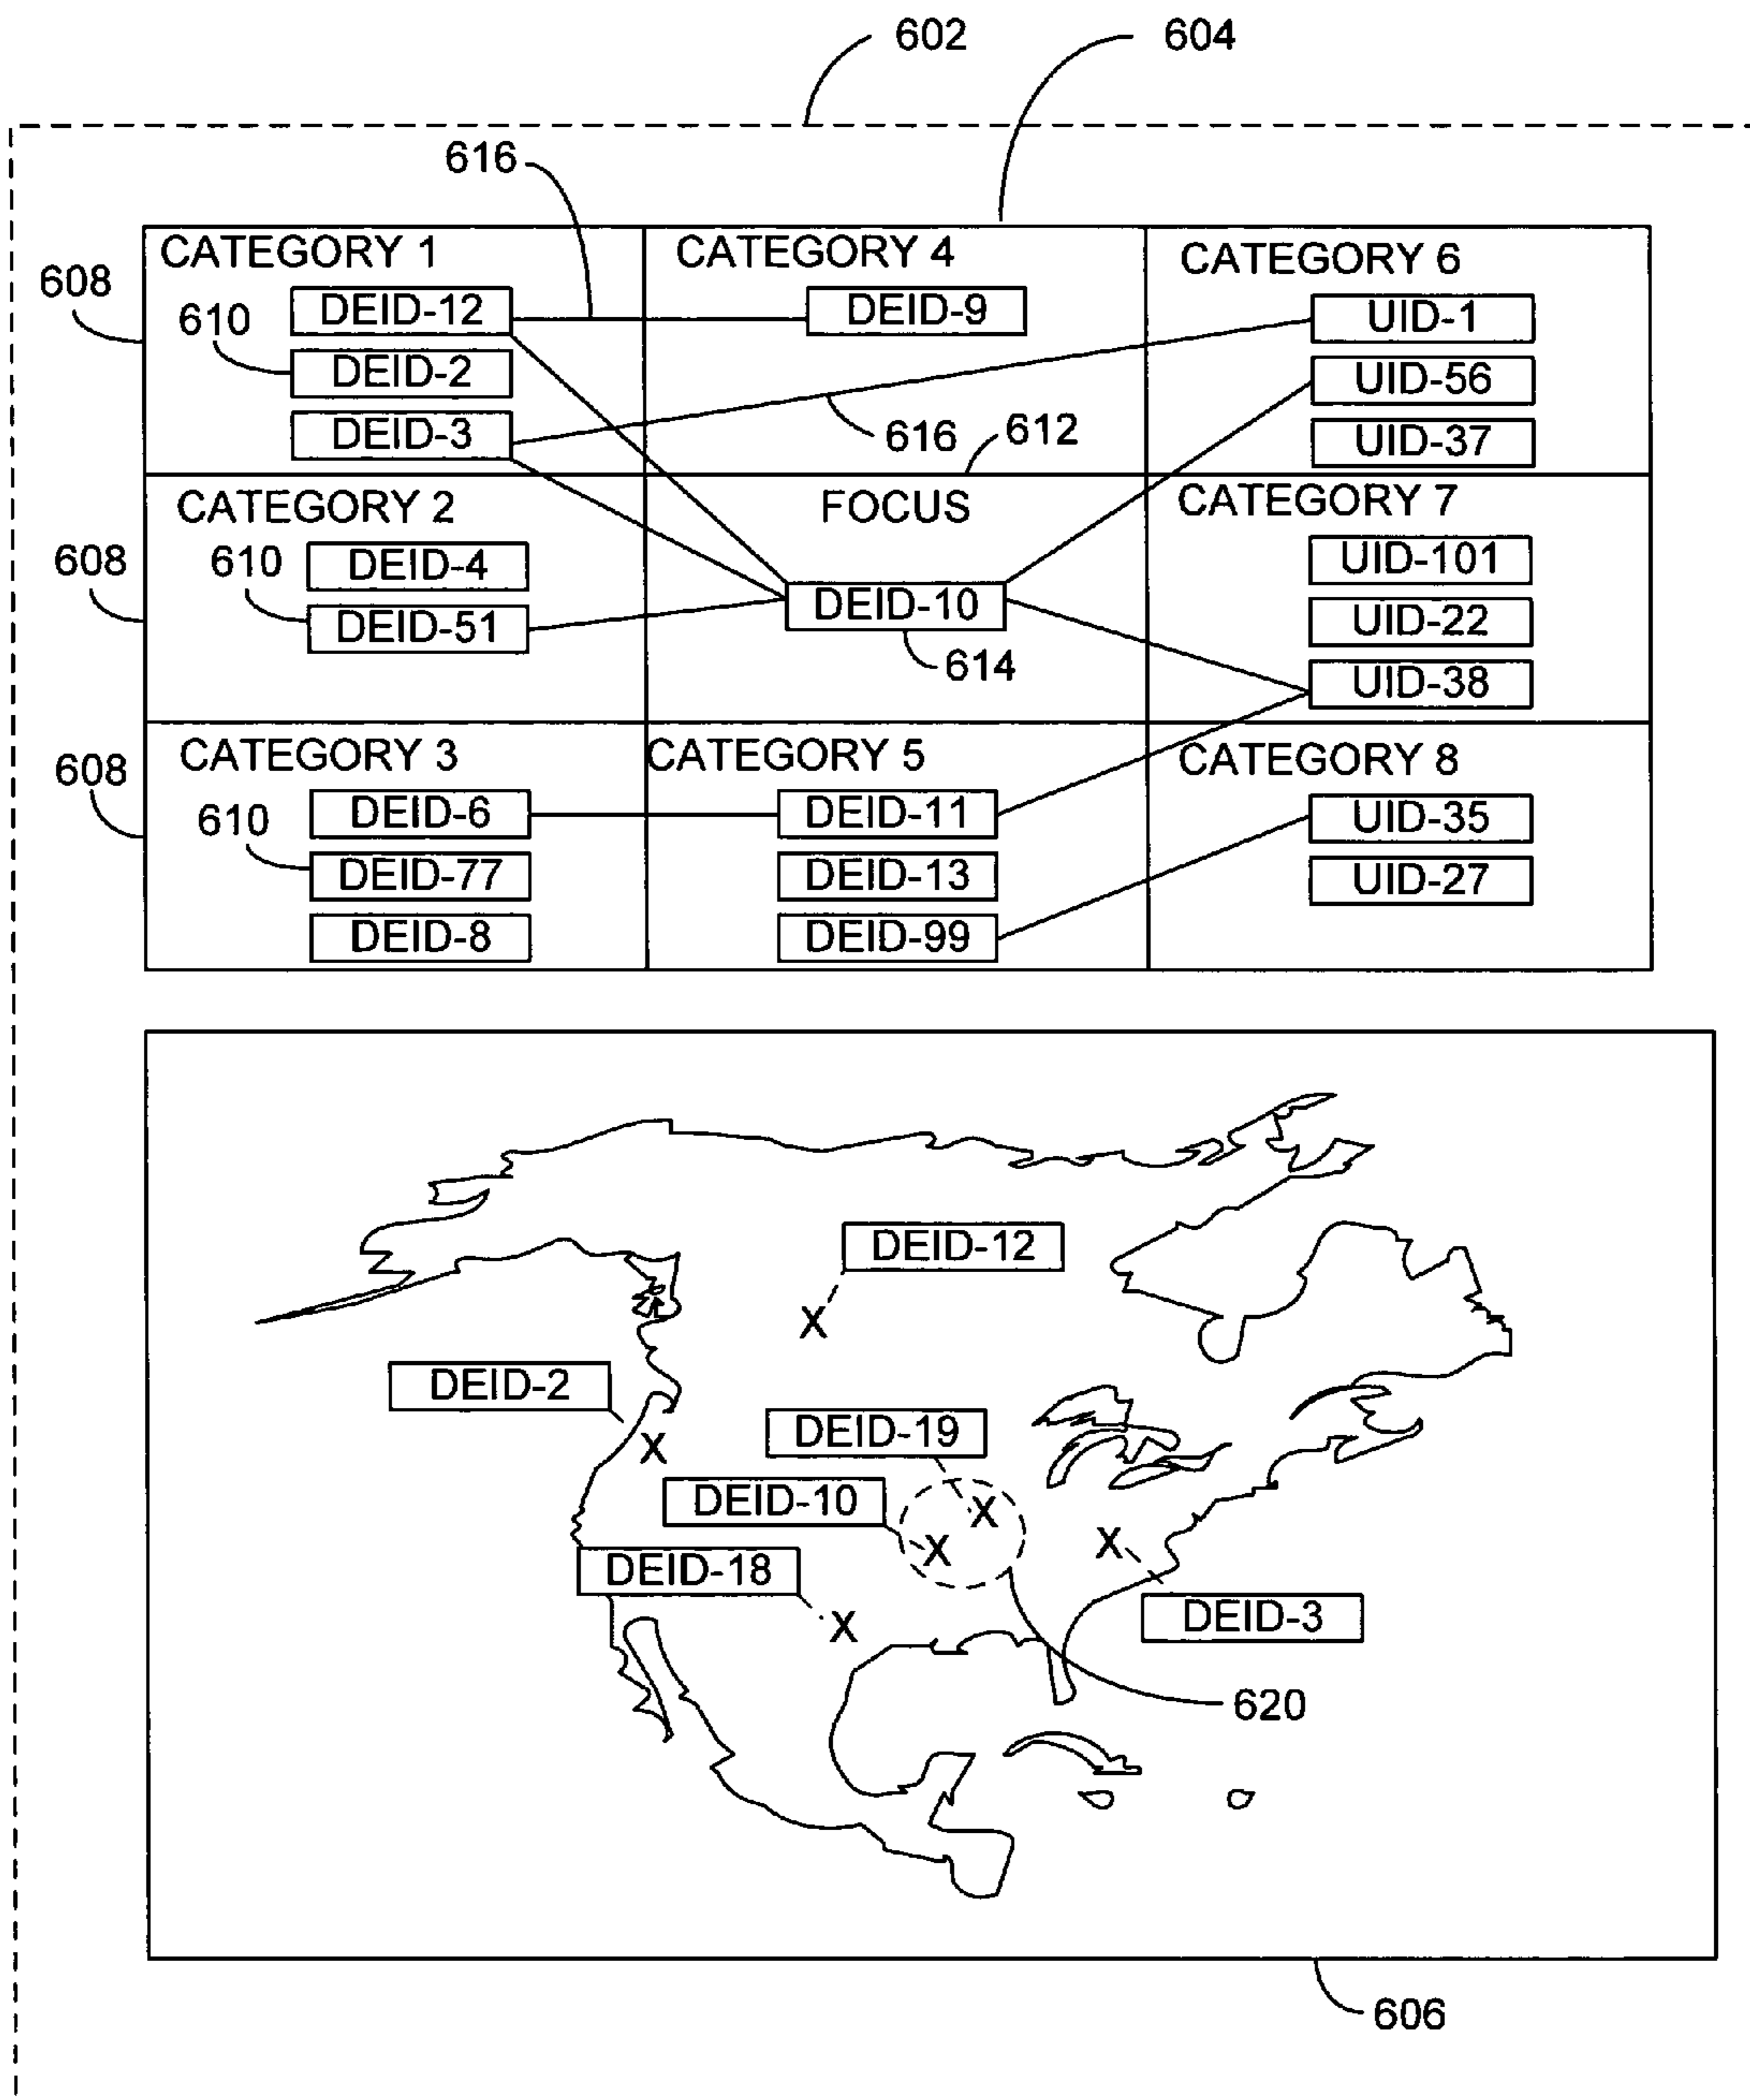 602
604
616
CATEGORY 1
CATEGORY 4
CATEGORY 6
608
610
DEID-12
DEID-9
UID-1
DEID-2
UID-56
DEID-3
616
612
UID-37
CATEGORY 2
FOCUS
CATEGORY 7
608
610
DEID-4
UID-101
DEID-51
DEID-10
UID-22
614
UID-38
CATEGORY 3
CATEGORY 5
CATEGORY 8
608
610
DEID-6
DEID-11
UID-35
DEID-77
DEID-13
UID-27
DEID-8
DEID-99
DEID-12
X
DEID-2
X
DEID-19
X
DEID-10
X
X
DEID-18
X
DEID-3
620
606